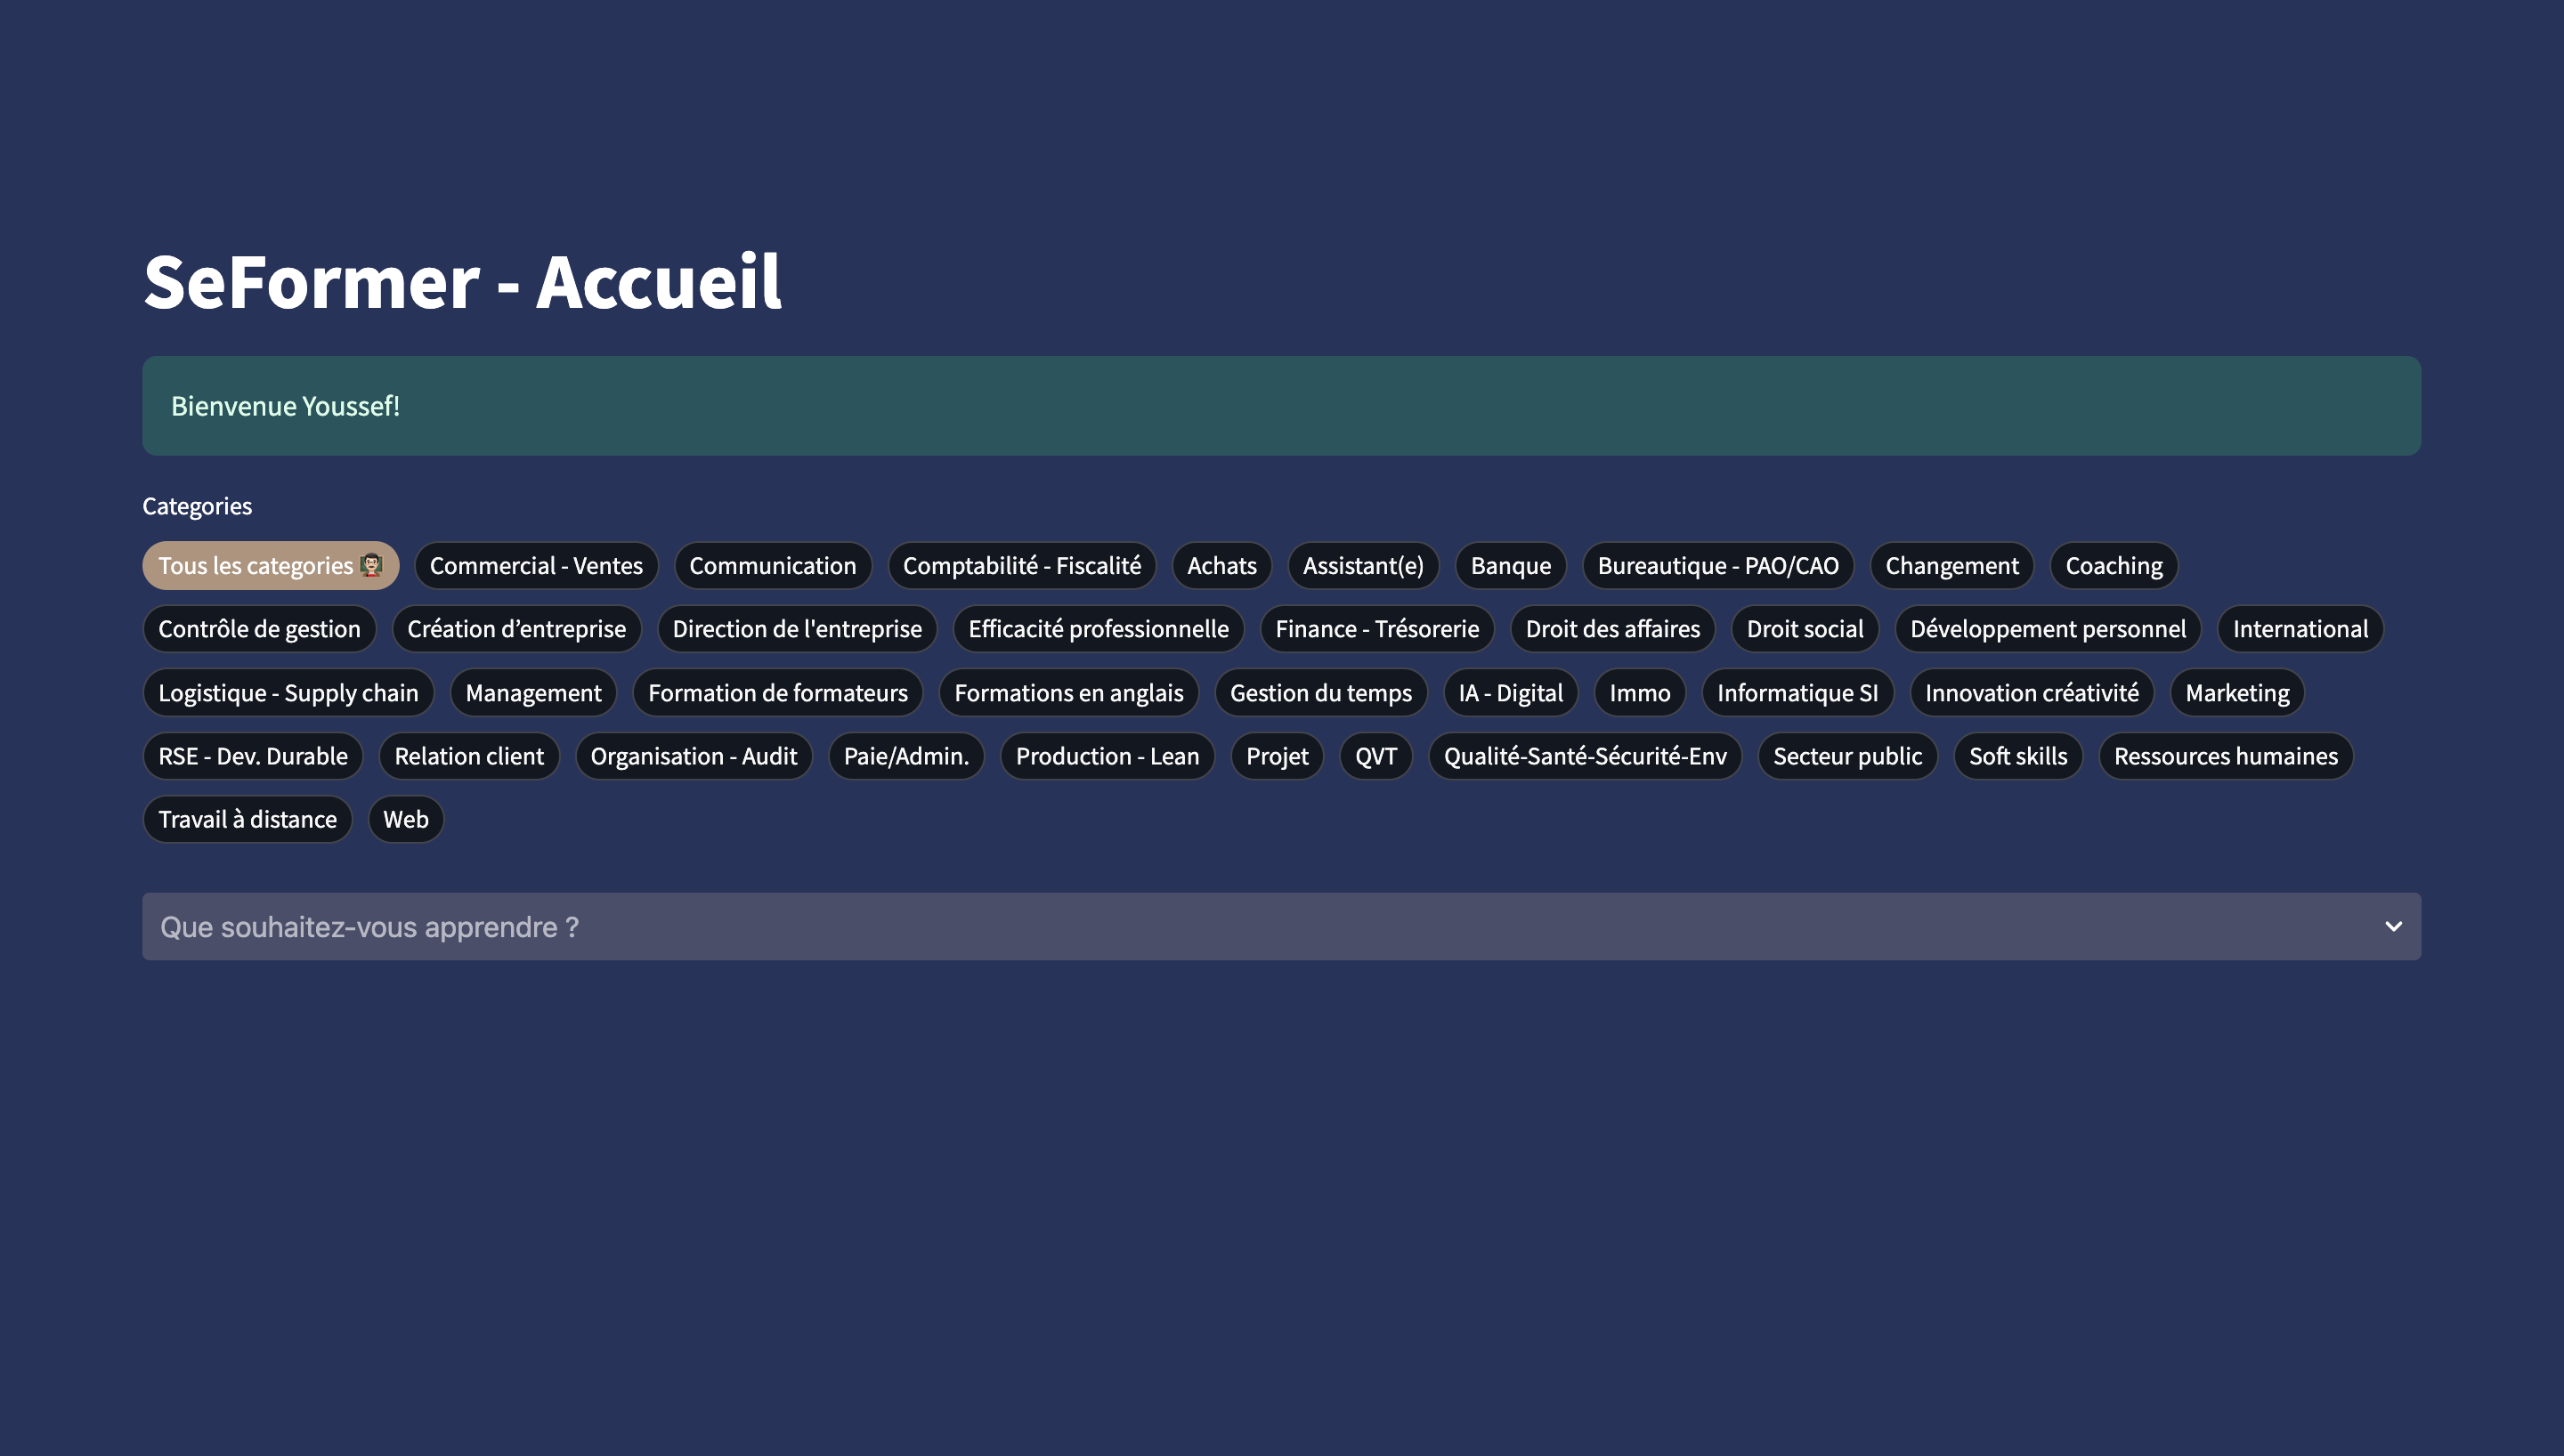 SeFormer - Accueil
Bienvenue Youssef!
Categories
Tous les categories 👨🏻‍🏫 Commercial - Ventes Communication Comptabilité - Fiscalité Achats Assistant(e) Banque Bureautique - PAO/CAO Changement Coaching
Contrôle de gestion Création d’entreprise Direction de l'entreprise Efficacité professionnelle Finance - Trésorerie Droit des affaires Droit social Développement personnel International
Logistique - Supply chain Management Formation de formateurs Formations en anglais Gestion du temps IA - Digital Immo Informatique SI Innovation créativité Marketing
RSE - Dev. Durable Relation client Organisation - Audit Paie/Admin. Production - Lean Projet QVT Qualité-Santé-Sécurité-Env Secteur public Soft skills Ressources humaines
Travail à distance Web
Que souhaitez-vous apprendre ?